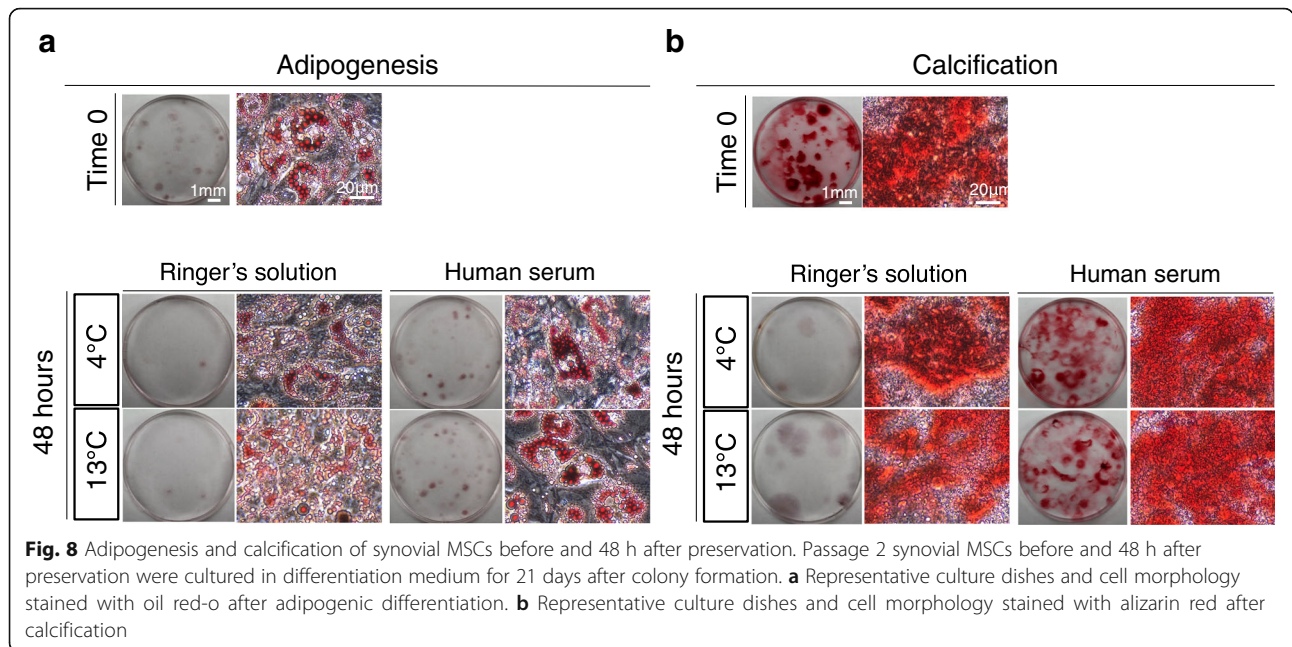 a
Adipogenesis
Time 0
1mm
20μm
Ringer's solution
Human serum
48 hours
4°C
13°C
b
Calcification
Time 0
1mm
20μm
Ringer's solution
Human serum
48 hours
4°C
13°C
Fig. 8 Adipogenesis and calcification of synovial MSCs before and 48 h after preservation. Passage 2 synovial MSCs before and 48 h after
preservation were cultured in differentiation medium for 21 days after colony formation. a Representative culture dishes and cell morphology
stained with oil red-o after adipogenic differentiation. b Representative culture dishes and cell morphology stained with alizarin red after
calcification